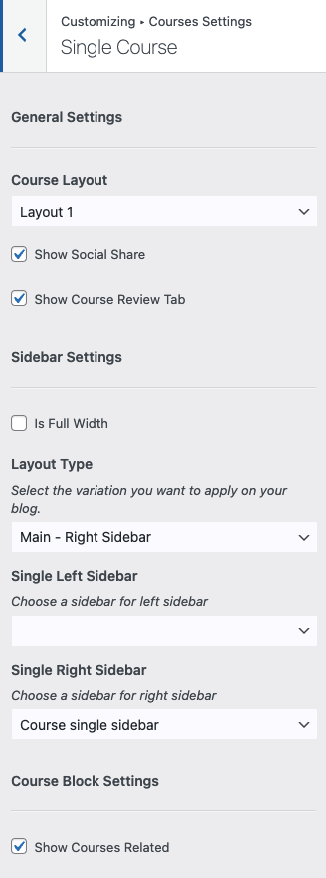 Customizing ▸ Courses Settings
Single Course
General Settings
Course Layout
Layout 1
Show Social Share
Show Course Review Tab
Sidebar Settings
Is Full Width
Layout Type
Select the variation you want to apply on your
blog.
Main - Right Sidebar
Single Left Sidebar
Choose a sidebar for left sidebar
Single Right Sidebar
Choose a sidebar for right sidebar
Course single sidebar
Course Block Settings
Show Courses Related